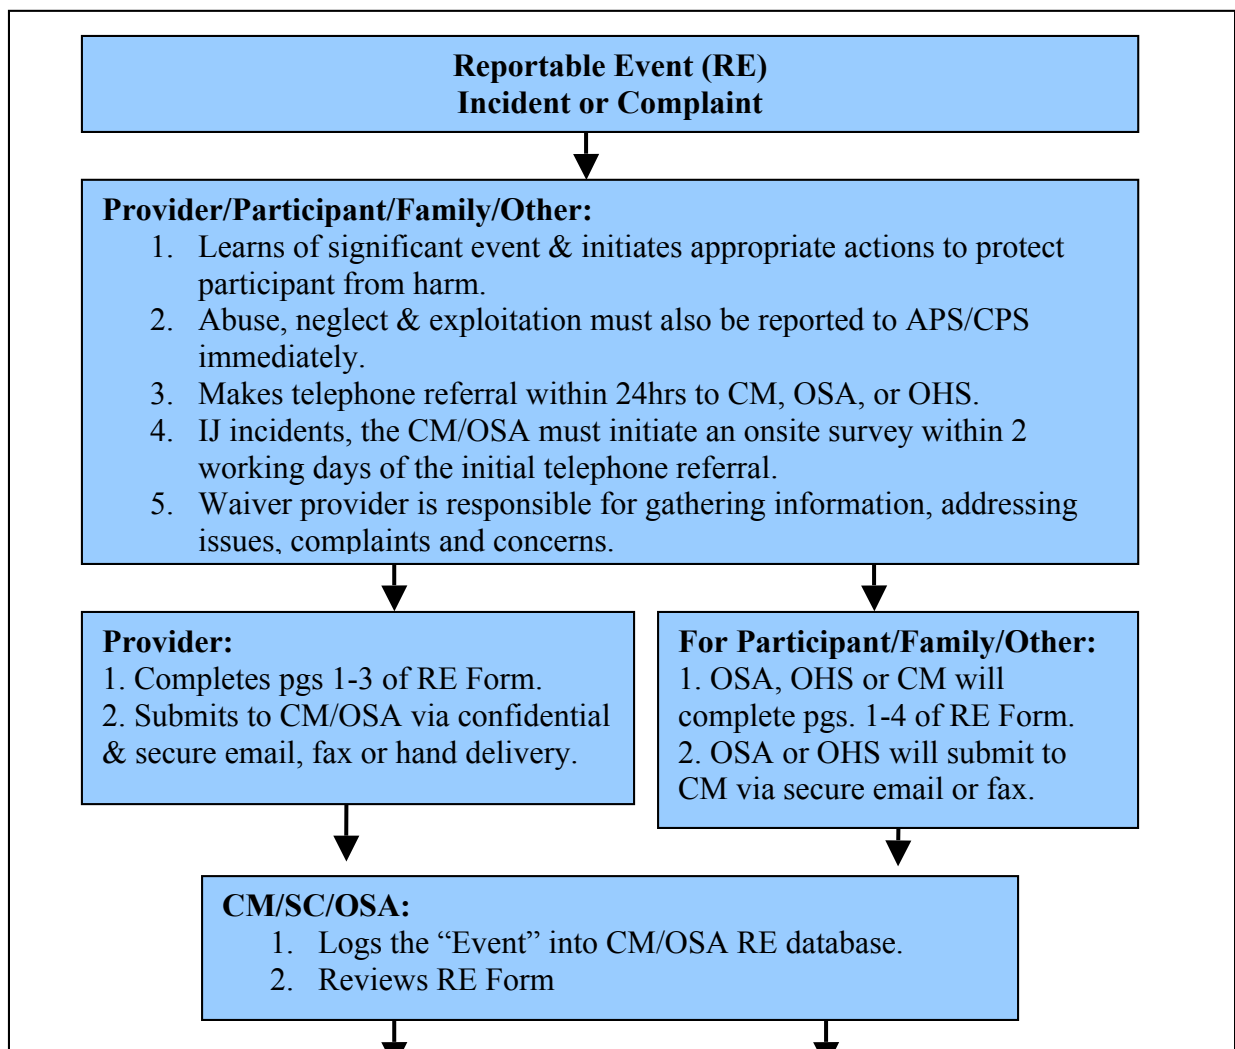 Reportable Event (RE)
Incident or Complaint
Provider/Participant/Family/Other:
1. Learns of significant event & initiates appropriate actions to protect
participant from harm.
2. Abuse, neglect & exploitation must also be reported to APS/CPS
immediately.
3. Makes telephone referral within 24hrs to CM, OSA, or OHS.
4. IJ incidents, the CM/OSA must initiate an onsite survey within 2
working days of the initial telephone referral.
5. Waiver provider is responsible for gathering information, addressing
issues, complaints and concerns.
Provider:
1. Completes pgs 1-3 of RE Form.
2. Submits to CM/OSA via confidential
& secure email, fax or hand delivery.
For Participant/Family/Other:
1. OSA, OHS or CM will
complete pgs. 1-4 of RE Form.
2. OSA or OHS will submit to
CM via secure email or fax.
CM/SC/OSA:
1. Logs the “Event” into CM/OSA RE database.
2. Reviews RE Form